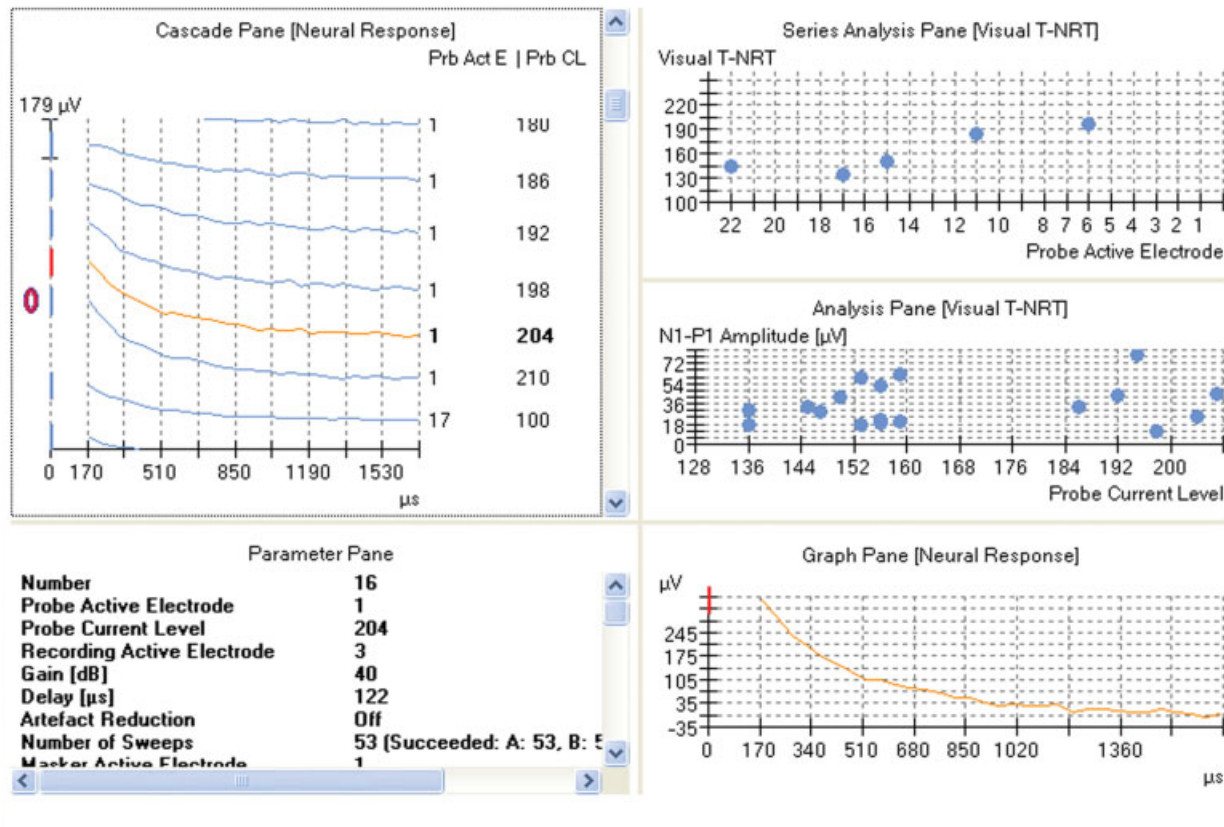 Cascade Pane [Neural Response]
Prb Act E | Prb CL
179 µV
1 180
1 186
1 192
1 198
1 204
1 210
17 100
0 170 510 850 1190 1530
µs
Series Analysis Pane [Visual T-NRT]
Visual T-NRT
220
190
160
130
100
22 20 18 16 14 12 10 8 7 6 5 4 3 2 1
Probe Active Electrode
Analysis Pane [Visual T-NRT]
N1-P1 Amplitude [µV]
72
54
36
18
0
128 136 144 152 160 168 176 184 192 200
Probe Current Level
Parameter Pane
Number 16
Probe Active Electrode 1
Probe Current Level 204
Recording Active Electrode 3
Gain [dB] 40
Delay [µs] 122
Artefact Reduction Off
Number of Sweeps 53 (Succeeded: A: 53, B: 5
Masker Active Electrode 1
Graph Pane [Neural Response]
µV
245
175
105
35
-35
0 170 340 510 680 850 1020 1360
µs